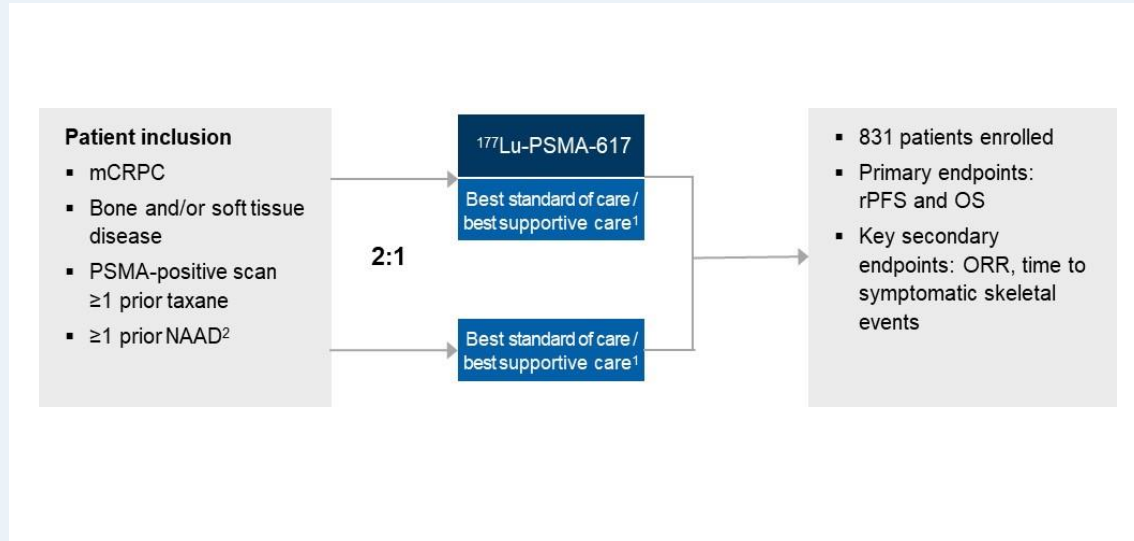 Patient inclusion
▪ mCRPC
▪ Bone and/or soft tissue
disease
▪ PSMA-positive scan
≥1 prior taxane
▪ ≥1 prior NAAD²
2:1
¹⁷⁷Lu-PSMA-617
Best standard of care /
best supportive care¹
Best standard of care /
best supportive care¹
▪ 831 patients enrolled
▪ Primary endpoints:
rPFS and OS
▪ Key secondary
endpoints: ORR, time to
symptomatic skeletal
events